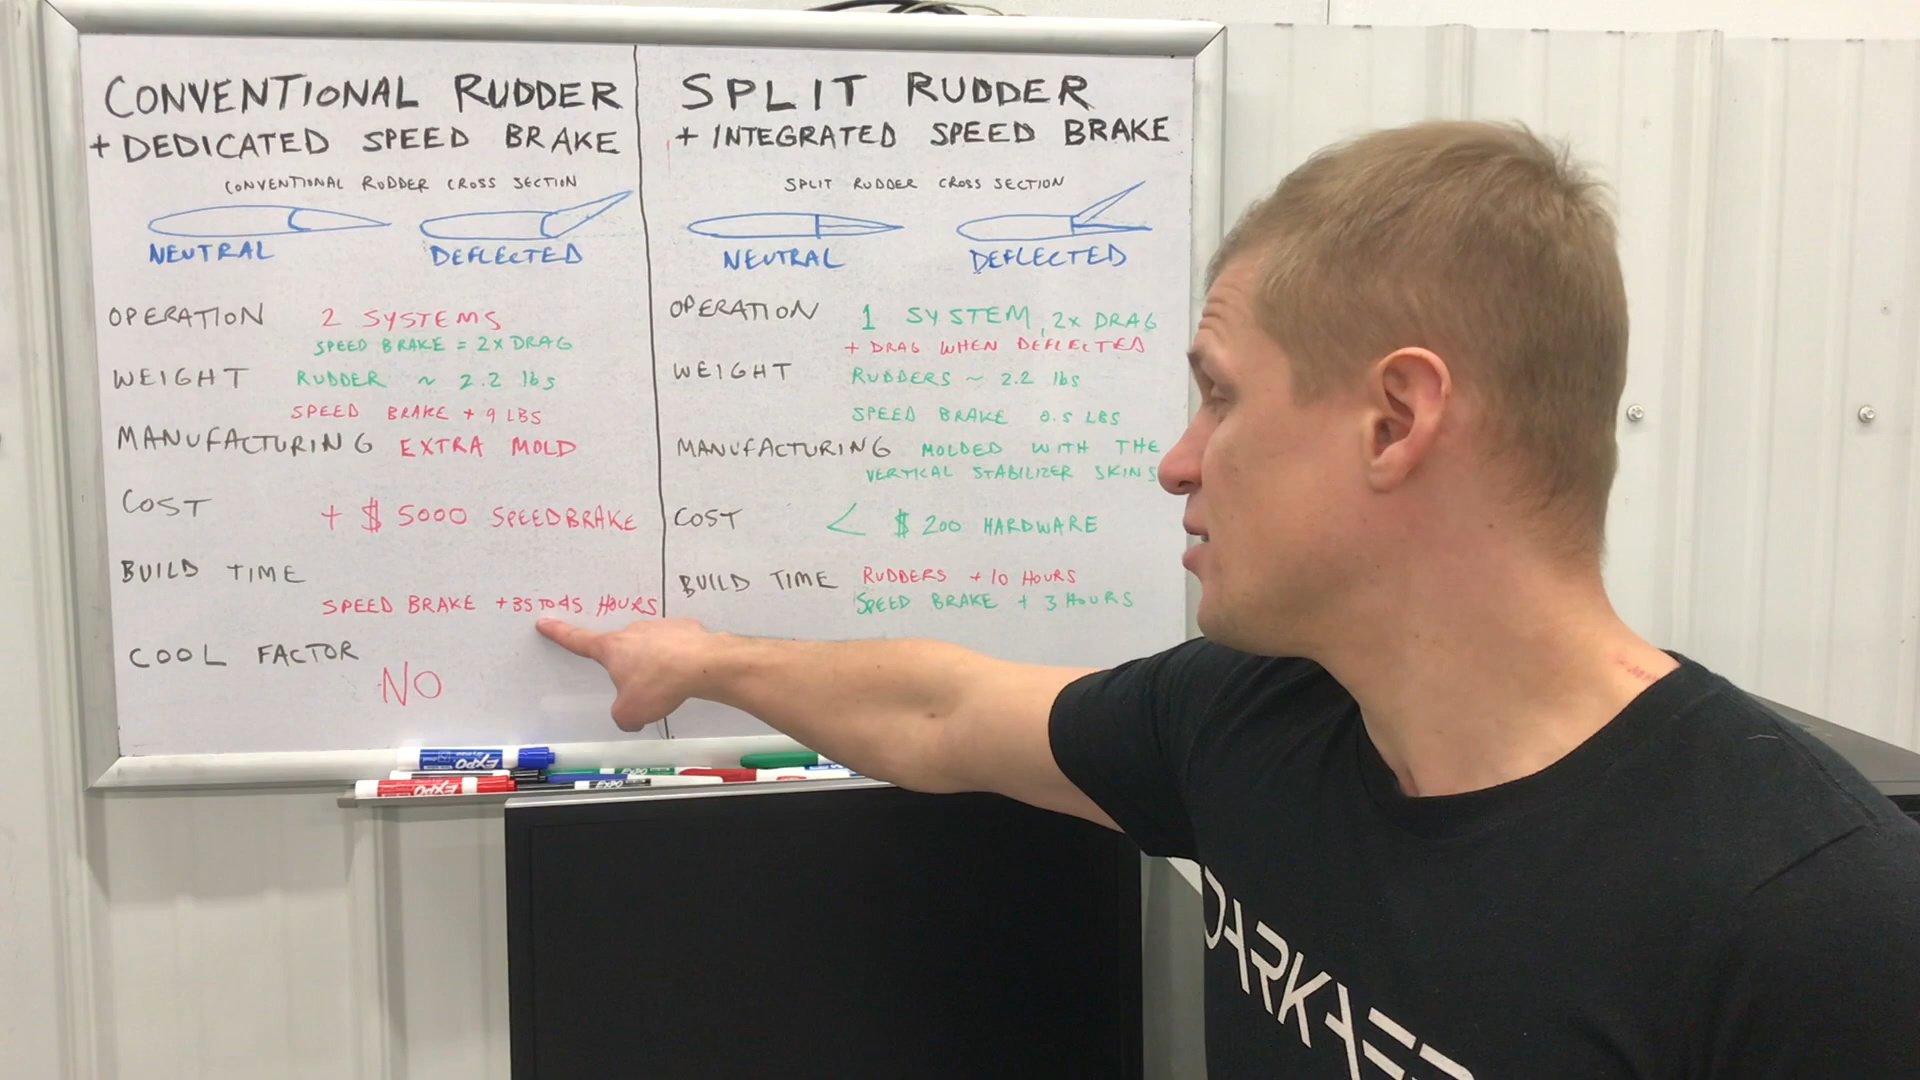 CONVENTIONAL RUDDER
+ DEDICATED SPEED BRAKE
CONVENTIONAL RUDDER CROSS SECTION
NEUTRAL
DEFLECTED
OPERATION
2 SYSTEMS
SPEED BRAKE = 2X DRAG
WEIGHT
RUDDER ~ 2.2 lbs
SPEED BRAKE + 9 LBS
MANUFACTURING EXTRA MOLD
COST
+ $ 5000 SPEEDBRAKE
BUILD TIME
SPEED BRAKE +35 TO 45 HOURS
COOL FACTOR
NO
SPLIT RUDDER
+ INTEGRATED SPEED BRAKE
SPLIT RUDDER CROSS SECTION
NEUTRAL
DEFLECTED
OPERATION
1 SYSTEM, 2x DRAG
+ DRAG WHEN DEFLECTED
WEIGHT
RUDDERS ~ 2.2 lbs
SPEED BRAKE 0.5 LBS
MANUFACTURING MOLDED WITH THE
VERTICAL STABILIZER SKINS
COST < $ 200 HARDWARE
BUILD TIME RUDDERS +10 HOURS
SPEED BRAKE + 3 HOURS
EXPO
EXPO
DARKAER